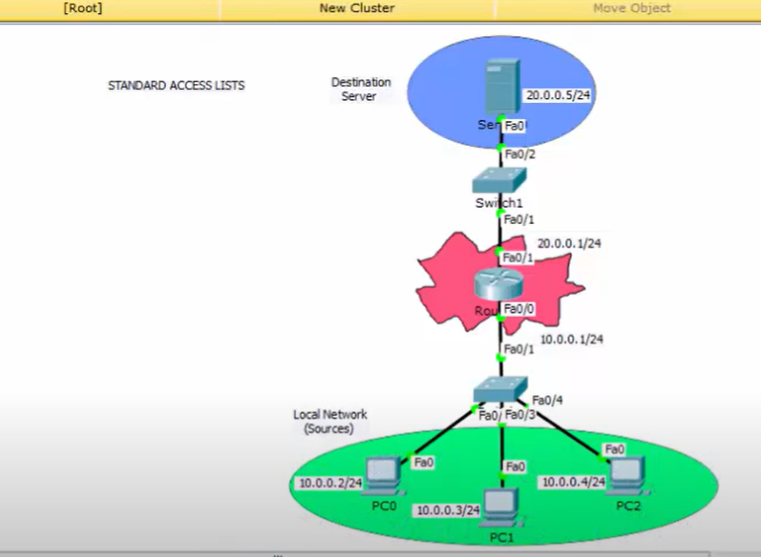 [Root] New Cluster Move Object
STANDARD ACCESS LISTS
Destination
Server
20.0.0.5/24
Fa0
Fa0/2
Switch1
Fa0/1
20.0.0.1/24
Fa0/1
Fa0/0
10.0.0.1/24
Fa0/1
Fa0/4
Fa0/ Fa0/3
Local Network
(Sources)
Fa0
Fa0
Fa0
10.0.0.2/24
10.0.0.3/24
10.0.0.4/24
PC0
PC1
PC2